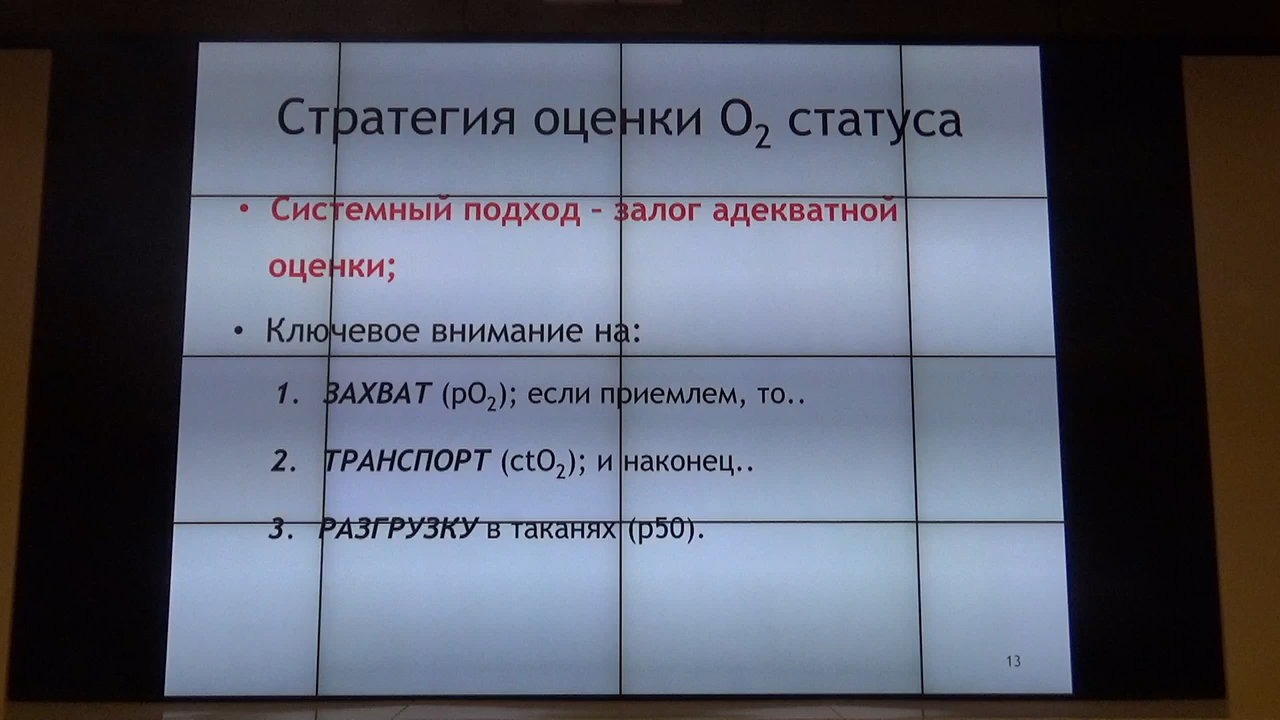 Стратегия оценки O₂ статуса
• Системный подход – залог адекватной
оценки;
• Ключевое внимание на:
1. ЗАХВАТ (pO₂); если приемлем, то..
2. ТРАНСПОРТ (ctO₂); и наконец..
3. РАЗГРУЗКУ в таканях (p50).
13